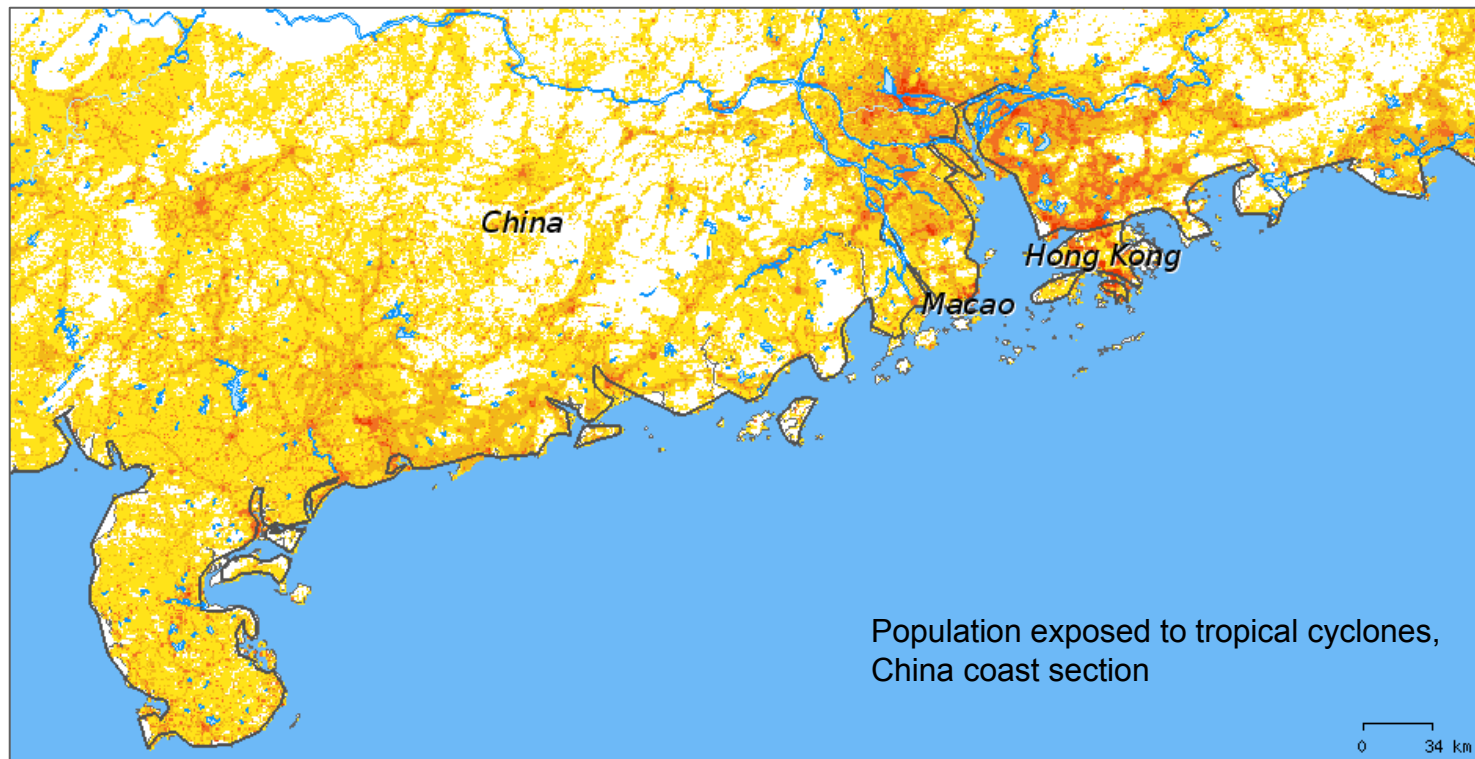 China
Hong Kong
Macao
Population exposed to tropical cyclones,
China coast section
0 34 km